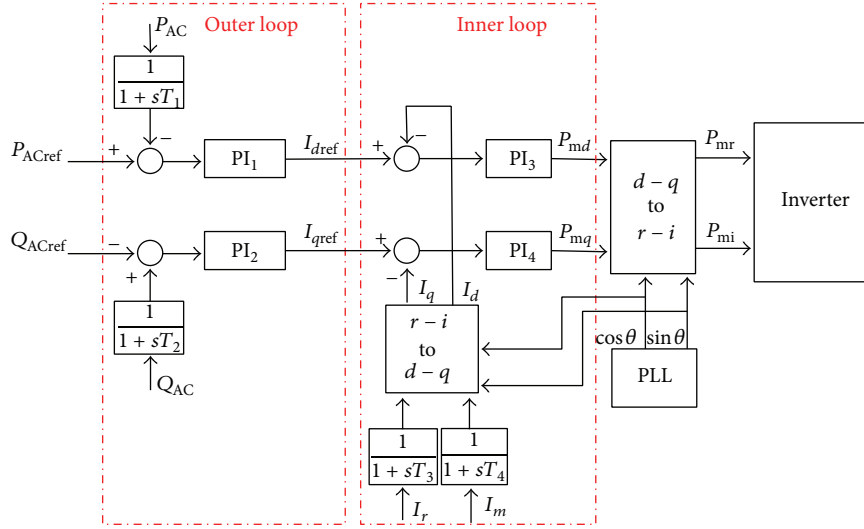 Outer loop
Inner loop
P_AC
1
1 + sT_1
P_ACref
+
−
PI_1
I_dref
+
−
PI_3
P_md
d − q
to
r − i
P_mr
P_mi
Inverter
Q_ACref
−
+
PI_2
I_qref
+
−
PI_4
P_mq
I_q
I_d
1
1 + sT_2
Q_AC
r − i
to
d − q
cosθ
sinθ
PLL
1
1 + sT_3
1
1 + sT_4
I_r
I_m